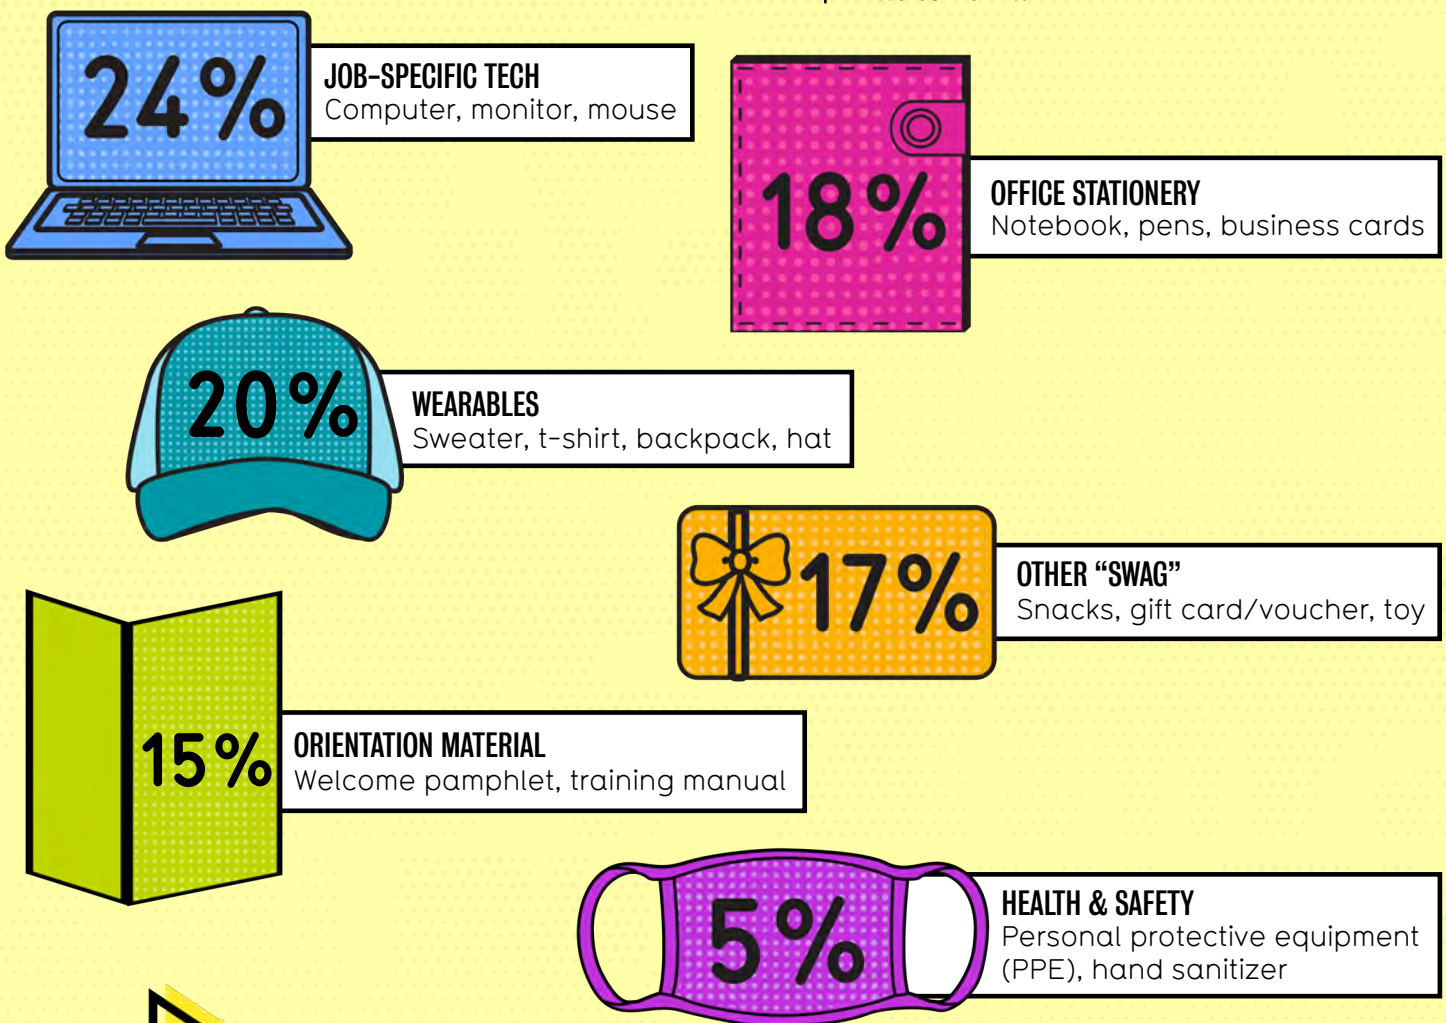 24%
JOB-SPECIFIC TECH
Computer, monitor, mouse
18%
OFFICE STATIONERY
Notebook, pens, business cards
20%
WEARABLES
Sweater, t-shirt, backpack, hat
17%
OTHER “SWAG”
Snacks, gift card/voucher, toy
15%
ORIENTATION MATERIAL
Welcome pamphlet, training manual
5%
HEALTH & SAFETY
Personal protective equipment
(PPE), hand sanitizer